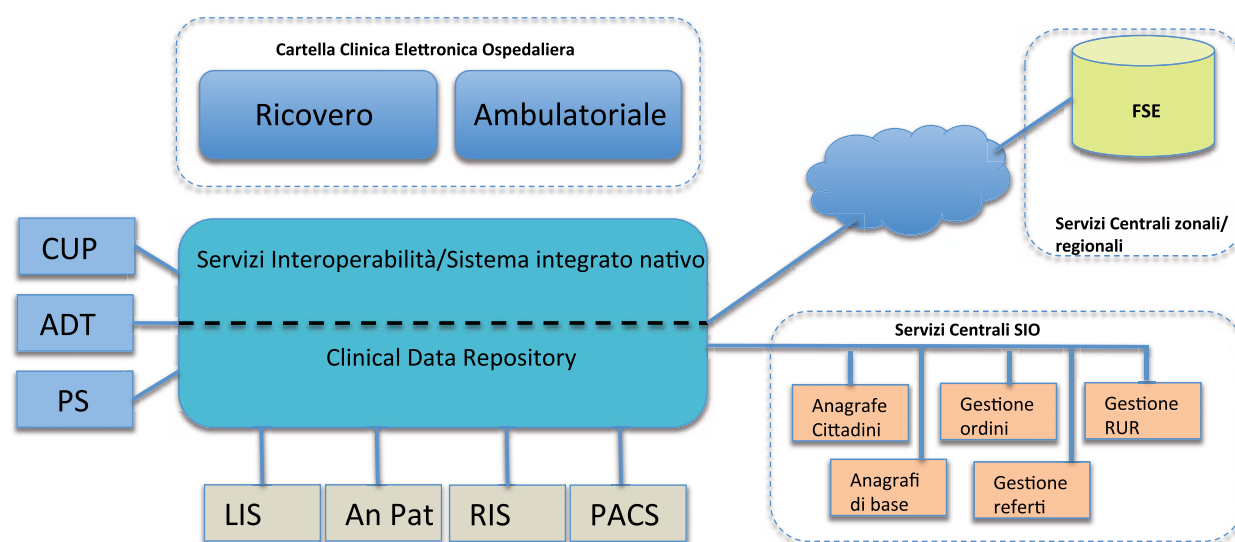 Cartella Clinica Elettronica Ospedaliera
Ricovero
Ambulatoriale
FSE
Servizi Centrali zonali/
regionali
CUP
ADT
PS
Servizi Interoperabilità/Sistema integrato nativo
Clinical Data Repository
Servizi Centrali SIO
Anagrafe
Cittadini
Gestione
ordini
Gestione
RUR
Anagrafi
di base
Gestione
referti
LIS
An Pat
RIS
PACS